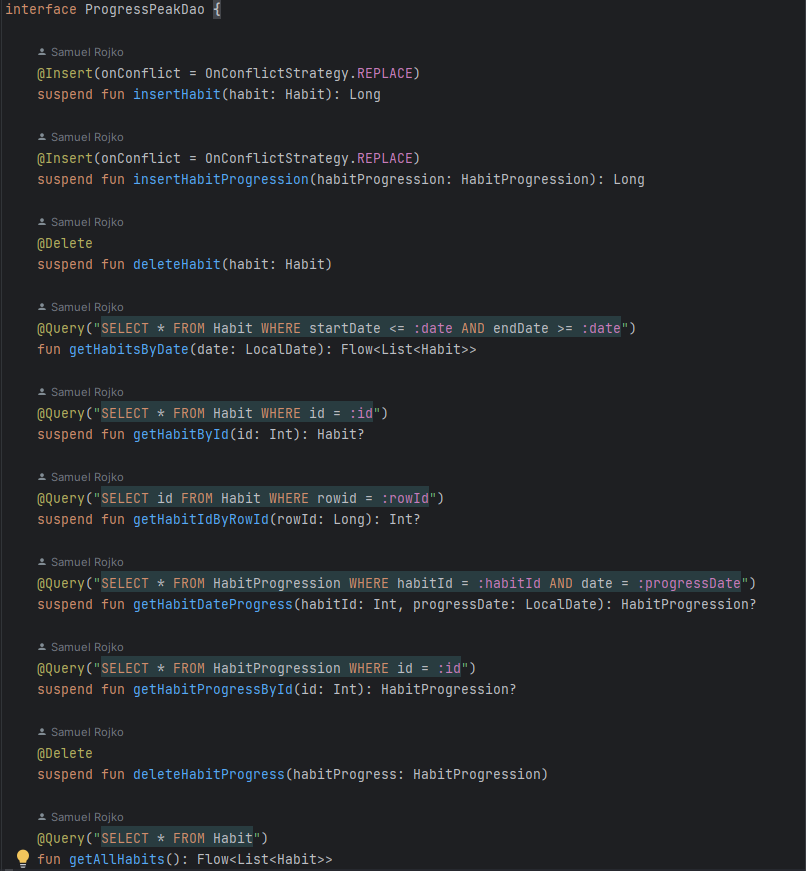 interface ProgressPeakDao {
Samuel Rojko
@Insert(onConflict = OnConflictStrategy.REPLACE)
suspend fun insertHabit(habit: Habit): Long
Samuel Rojko
@Insert(onConflict = OnConflictStrategy.REPLACE)
suspend fun insertHabitProgression(habitProgression: HabitProgression): Long
Samuel Rojko
@Delete
suspend fun deleteHabit(habit: Habit)
Samuel Rojko
@Query("SELECT * FROM Habit WHERE startDate <= :date AND endDate >= :date")
fun getHabitsByDate(date: LocalDate): Flow<List<Habit>>
Samuel Rojko
@Query("SELECT * FROM Habit WHERE id = :id")
suspend fun getHabitById(id: Int): Habit?
Samuel Rojko
@Query("SELECT id FROM Habit WHERE rowid = :rowId")
suspend fun getHabitIdByRowId(rowId: Long): Int?
Samuel Rojko
@Query("SELECT * FROM HabitProgression WHERE habitId = :habitId AND date = :progressDate")
suspend fun getHabitDateProgress(habitId: Int, progressDate: LocalDate): HabitProgression?
Samuel Rojko
@Query("SELECT * FROM HabitProgression WHERE id = :id")
suspend fun getHabitProgressById(id: Int): HabitProgression?
Samuel Rojko
@Delete
suspend fun deleteHabitProgress(habitProgress: HabitProgression)
Samuel Rojko
@Query("SELECT * FROM Habit")
fun getAllHabits(): Flow<List<Habit>>